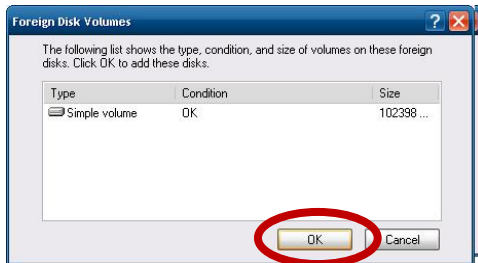 Foreign Disk Volumes
The following list shows the type, condition, and size of volumes on these foreign
disks. Click OK to add these disks.
Type Condition Size
Simple volume OK 102398 ...
OK Cancel